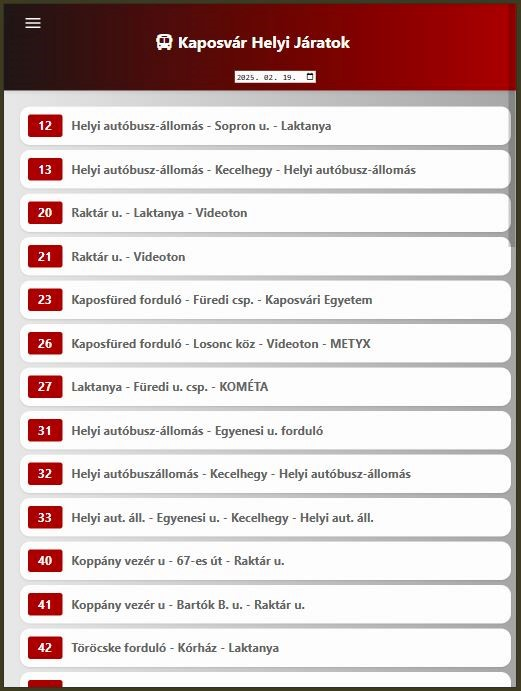 Kaposvár Helyi Járatok
2025. 02. 19.
12 Helyi autóbusz-állomás - Sopron u. - Laktanya
13 Helyi autóbusz-állomás - Kecelhegy - Helyi autóbusz-állomás
20 Raktár u. - Laktanya - Videoton
21 Raktár u. - Videoton
23 Kaposfüred forduló - Füredi csp. - Kaposvári Egyetem
26 Kaposfüred forduló - Losonc köz - Videoton - METYX
27 Laktanya - Füredi u. csp. - KOMÉTA
31 Helyi autóbusz-állomás - Egyenesi u. forduló
32 Helyi autóbuszállomás - Kecelhegy - Helyi autóbusz-állomás
33 Helyi aut. áll. - Egyenesi u. - Kecelhegy - Helyi aut. áll.
40 Koppány vezér u - 67-es út - Raktár u.
41 Koppány vezér u - Bartók B. u. - Raktár u.
42 Töröcske forduló - Kórház - Laktanya